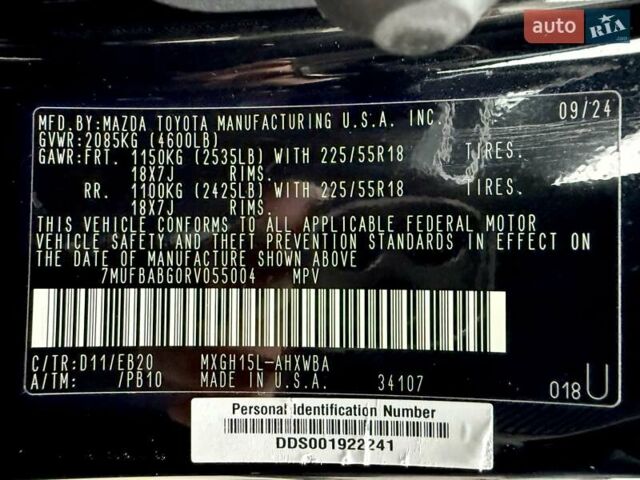 auto RIA.com
MFD.BY:MAZDA TOYOTA MANUFACTURING U.S.A. INC. 09/24
GVWR:2085KG (4600LB)
GAWR:FRT. 1150KG (2535LB) WITH 225/55R18 TIRES.
18X7J RIMS.
RR. 1100KG (2425LB) WITH 225/55R18 TIRES.
18X7J RIMS.
THIS VEHICLE CONFORMS TO ALL APPLICABLE FEDERAL MOTOR
VEHICLE SAFETY AND THEFT PREVENTION STANDARDS IN EFFECT ON
THE DATE OF MANUFACTURE SHOWN ABOVE
7MUFBABG0RV055004 MPV
C/TR:D11/EB20 MXGH15L-AHXWBA
A/TM: /PB10 MADE IN U.S.A. 34107 018U
Personal Identification Number
DDS001922241